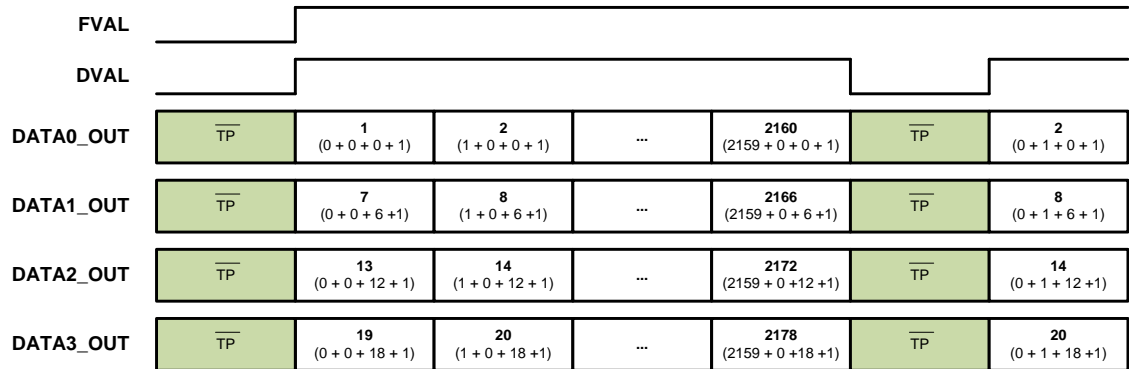 FVAL
DVAL
DATA0_OUT TP 1 2 ... 2160 TP 2
(0 + 0 + 0 + 1) (1 + 0 + 0 + 1) (2159 + 0 + 0 + 1) (0 + 1 + 0 + 1)
DATA1_OUT TP 7 8 ... 2166 TP 8
(0 + 0 + 6 +1) (1 + 0 + 6 +1) (2159 + 0 + 6 +1) (0 + 1 + 6 + 1)
DATA2_OUT TP 13 14 ... 2172 TP 14
(0 + 0 + 12 + 1) (1 + 0 + 12 + 1) (2159 + 0 +12 +1) (0 + 1 + 12 +1)
DATA3_OUT TP 19 20 ... 2178 TP 20
(0 + 0 + 18 + 1) (1 + 0 + 18 +1) (2159 + 0 +18 +1) (0 + 1 + 18 +1)